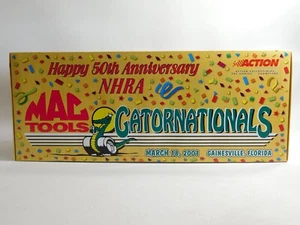 Happy 50th Anniversary
NHRA
ACTION
MAC
TOOLS
GATORNATIONALS
MARCH 18, 2001 GAINESVILLE, FLORIDA